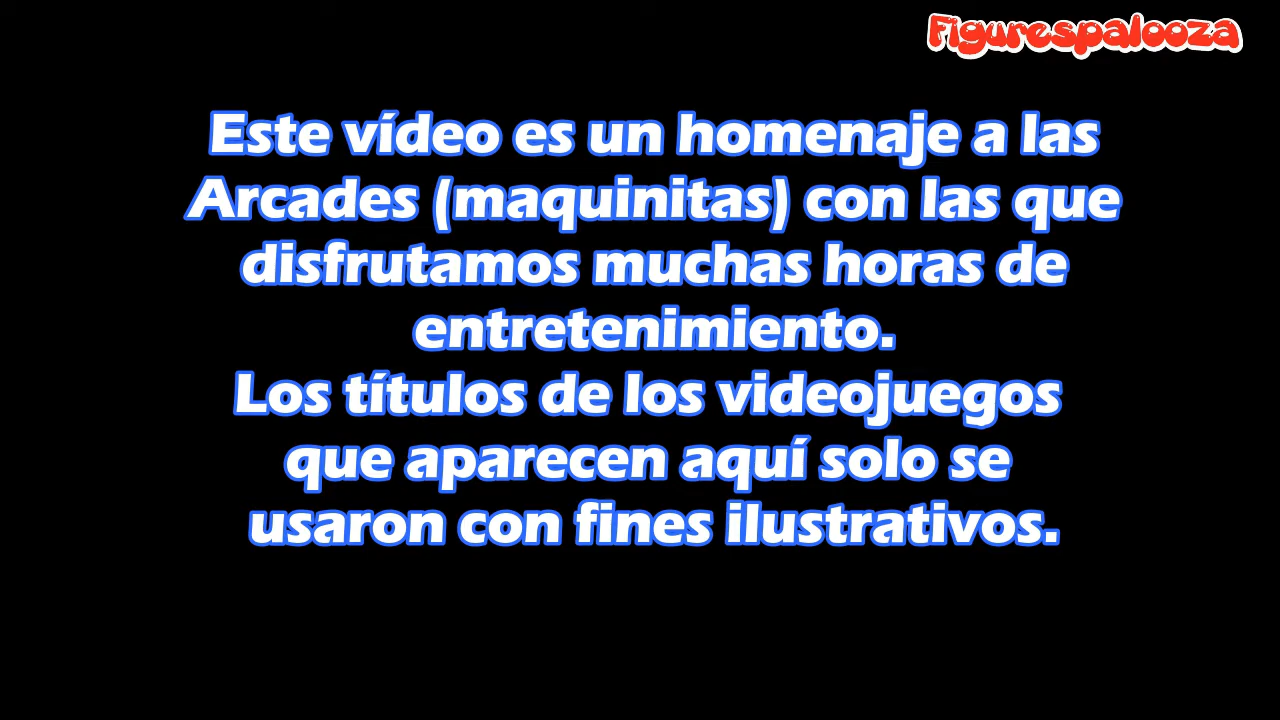 Figurespalooza
Este vídeo es un homenaje a las
Arcades (maquinitas) con las que
disfrutamos muchas horas de
entretenimiento.
Los títulos de los videojuegos
que aparecen aquí solo se
usaron con fines ilustrativos.